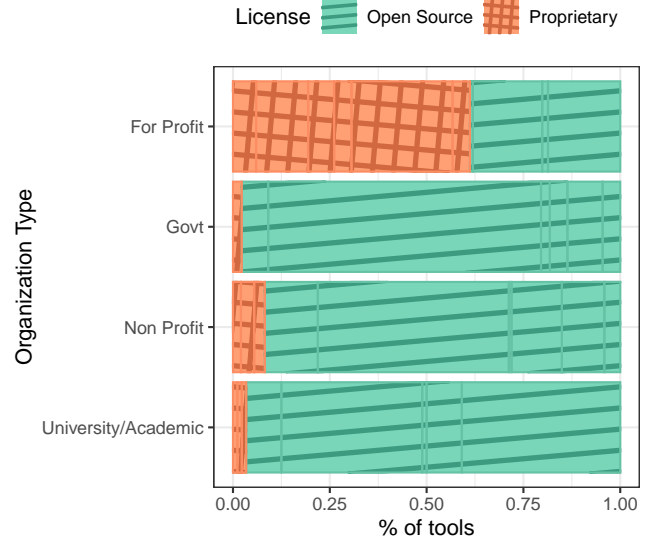 License Open Source Proprietary
Organization Type
For Profit
Govt
Non Profit
University/Academic
0.00 0.25 0.50 0.75 1.00
% of tools